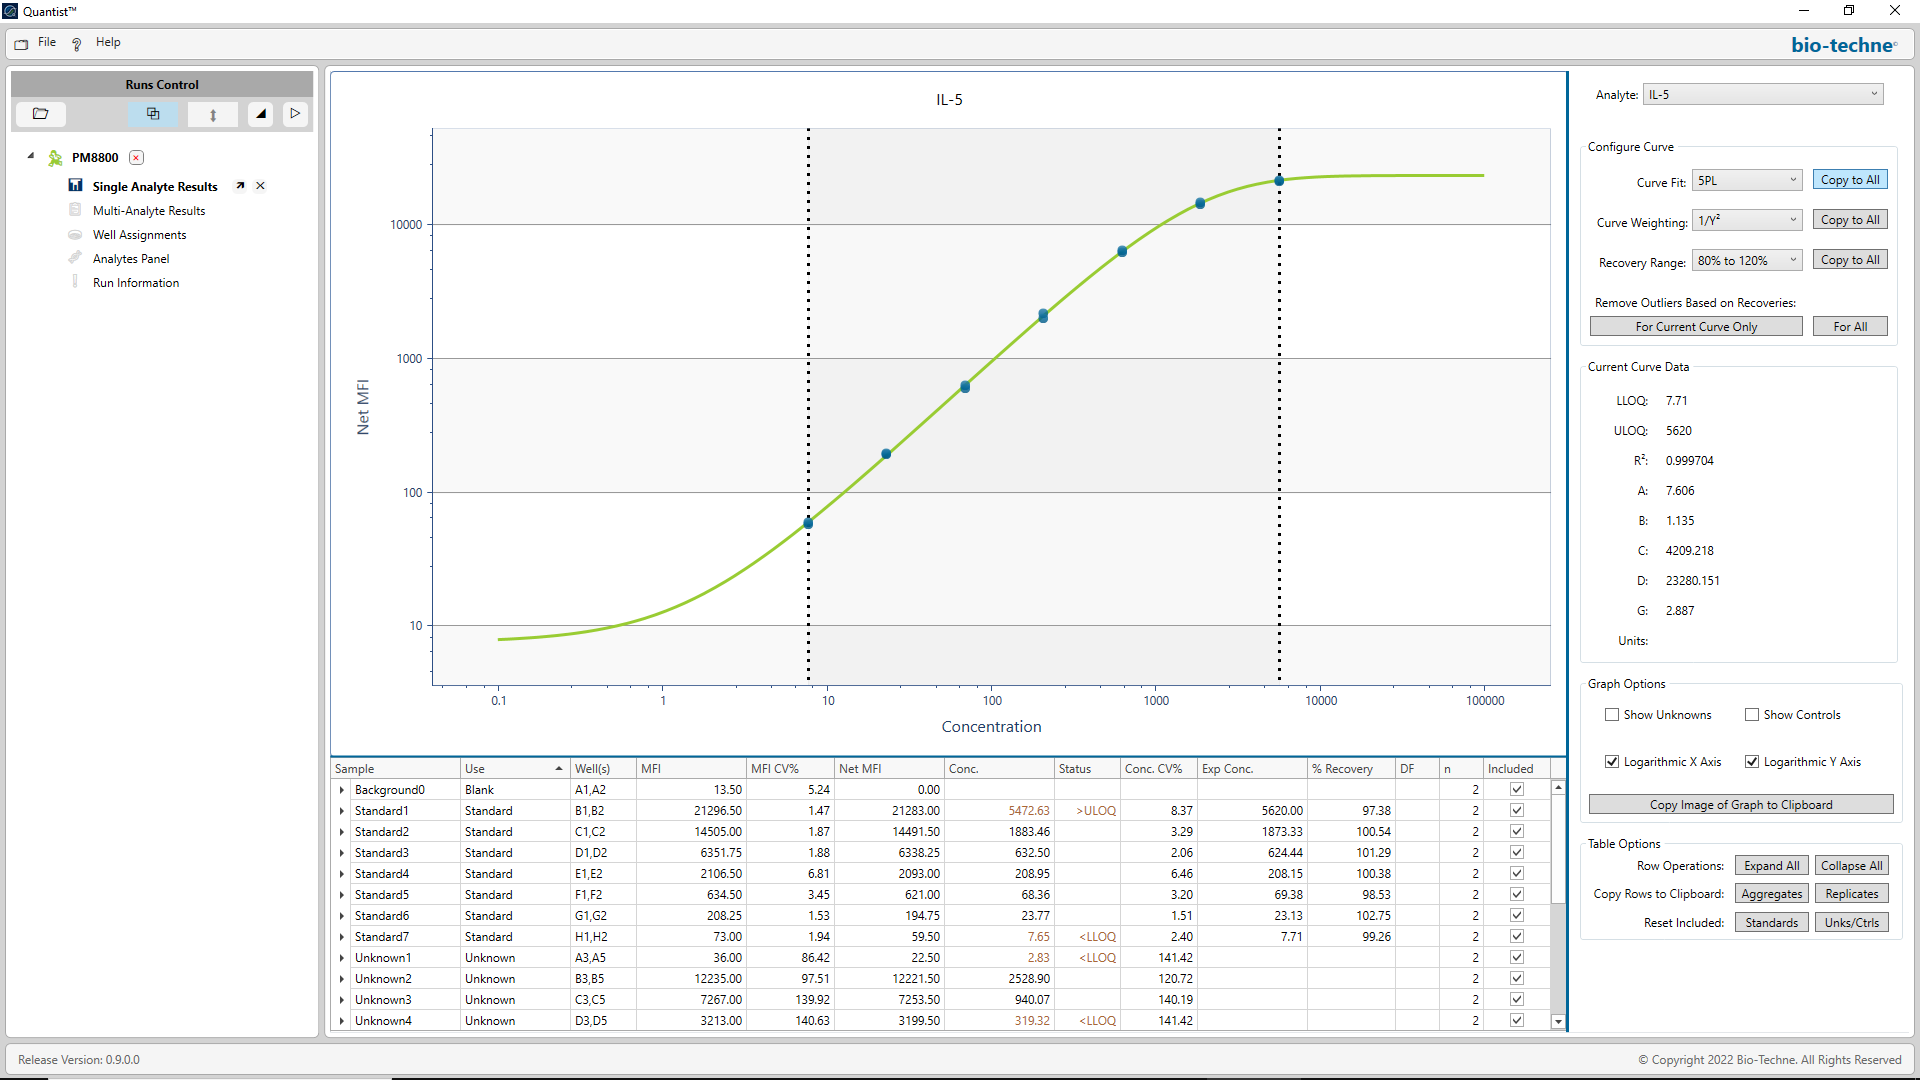 Quantist™
File Help
bio-techne®
Runs Control
PM8800
Single Analyte Results
Multi-Analyte Results
Well Assignments
Analytes Panel
Run Information
IL-5
Net MFI
10000
1000
100
10
0.1 1 10 100 1000 10000 100000
Concentration
Sample Use Well(s) MFI MFI CV% Net MFI Conc. Status Conc. CV% Exp Conc. % Recovery DF n Included
Background0 Blank A1,A2 13.50 5.24 0.00 2
Standard1 Standard B1,B2 21296.50 1.47 21283.00 5472.63 >ULOQ 8.37 5620.00 97.38 2
Standard2 Standard C1,C2 14505.00 1.87 14491.50 1883.46 3.29 1873.33 100.54 2
Standard3 Standard D1,D2 6351.75 1.88 6338.25 632.50 2.06 624.44 101.29 2
Standard4 Standard E1,E2 2106.50 6.81 2093.00 208.95 6.46 208.15 100.38 2
Standard5 Standard F1,F2 634.50 3.45 621.00 68.36 3.20 69.38 98.53 2
Standard6 Standard G1,G2 208.25 1.53 194.75 23.77 1.51 23.13 102.75 2
Standard7 Standard H1,H2 73.00 1.94 59.50 7.65 <LLOQ 2.40 7.71 99.26 2
Unknown1 Unknown A3,A5 36.00 86.42 22.50 2.83 <LLOQ 141.42 2
Unknown2 Unknown B3,B5 12235.00 97.51 12221.50 2528.90 120.72 2
Unknown3 Unknown C3,C5 7267.00 139.92 7253.50 940.07 140.19 2
Unknown4 Unknown D3,D5 3213.00 140.63 3199.50 319.32 <LLOQ 141.42 2
Analyte: IL-5
Configure Curve
Curve Fit: 5PL Copy to All
Curve Weighting: 1/Y² Copy to All
Recovery Range: 80% to 120% Copy to All
Remove Outliers Based on Recoveries:
For Current Curve Only For All
Current Curve Data
LLOQ: 7.71
ULOQ: 5620
R²: 0.999704
A: 7.606
B: 1.135
C: 4209.218
D: 23280.151
G: 2.887
Units:
Graph Options
Show Unknowns Show Controls
Logarithmic X Axis Logarithmic Y Axis
Copy Image of Graph to Clipboard
Table Options
Row Operations: Expand All Collapse All
Copy Rows to Clipboard: Aggregates Replicates
Reset Included: Standards Unks/Ctrls
Release Version: 0.9.0.0
© Copyright 2022 Bio-Techne. All Rights Reserved